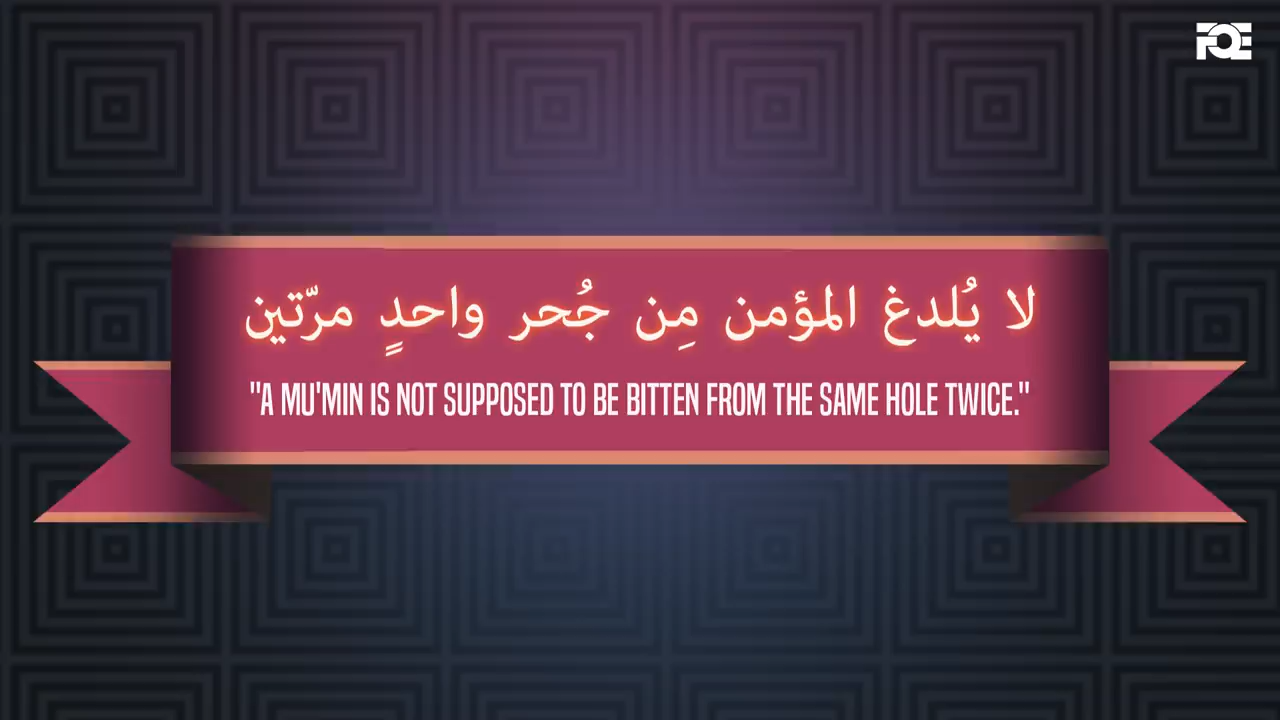 FQE
لا يُلدغ المؤمن مِن جُحر واحدٍ مرّتين
"A MU'MIN IS NOT SUPPOSED TO BE BITTEN FROM THE SAME HOLE TWICE."